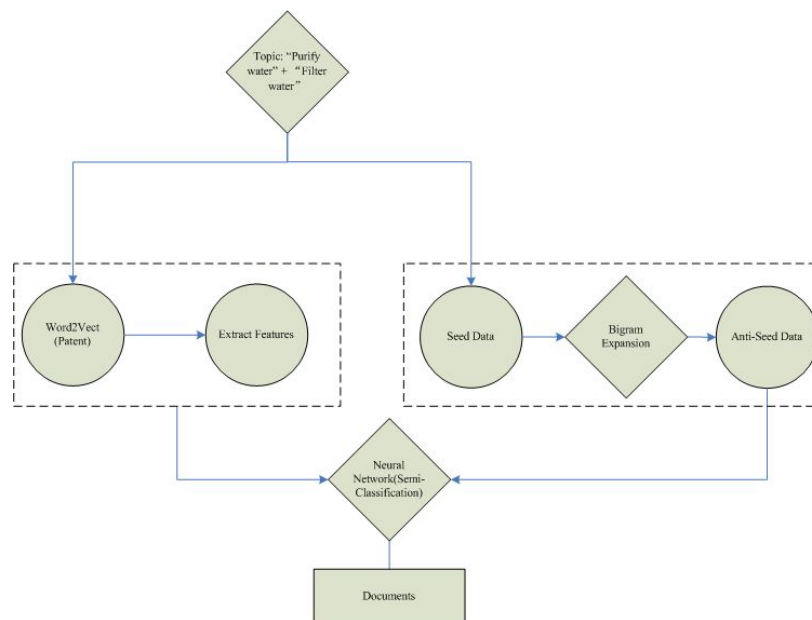 Topic: “Purify
water” + “Filter
water”
Word2Vect
(Patent)
Extract Features
Seed Data
Bigram
Expansion
Anti-Seed Data
Neural
Network(Semi-
Classification)
Documents